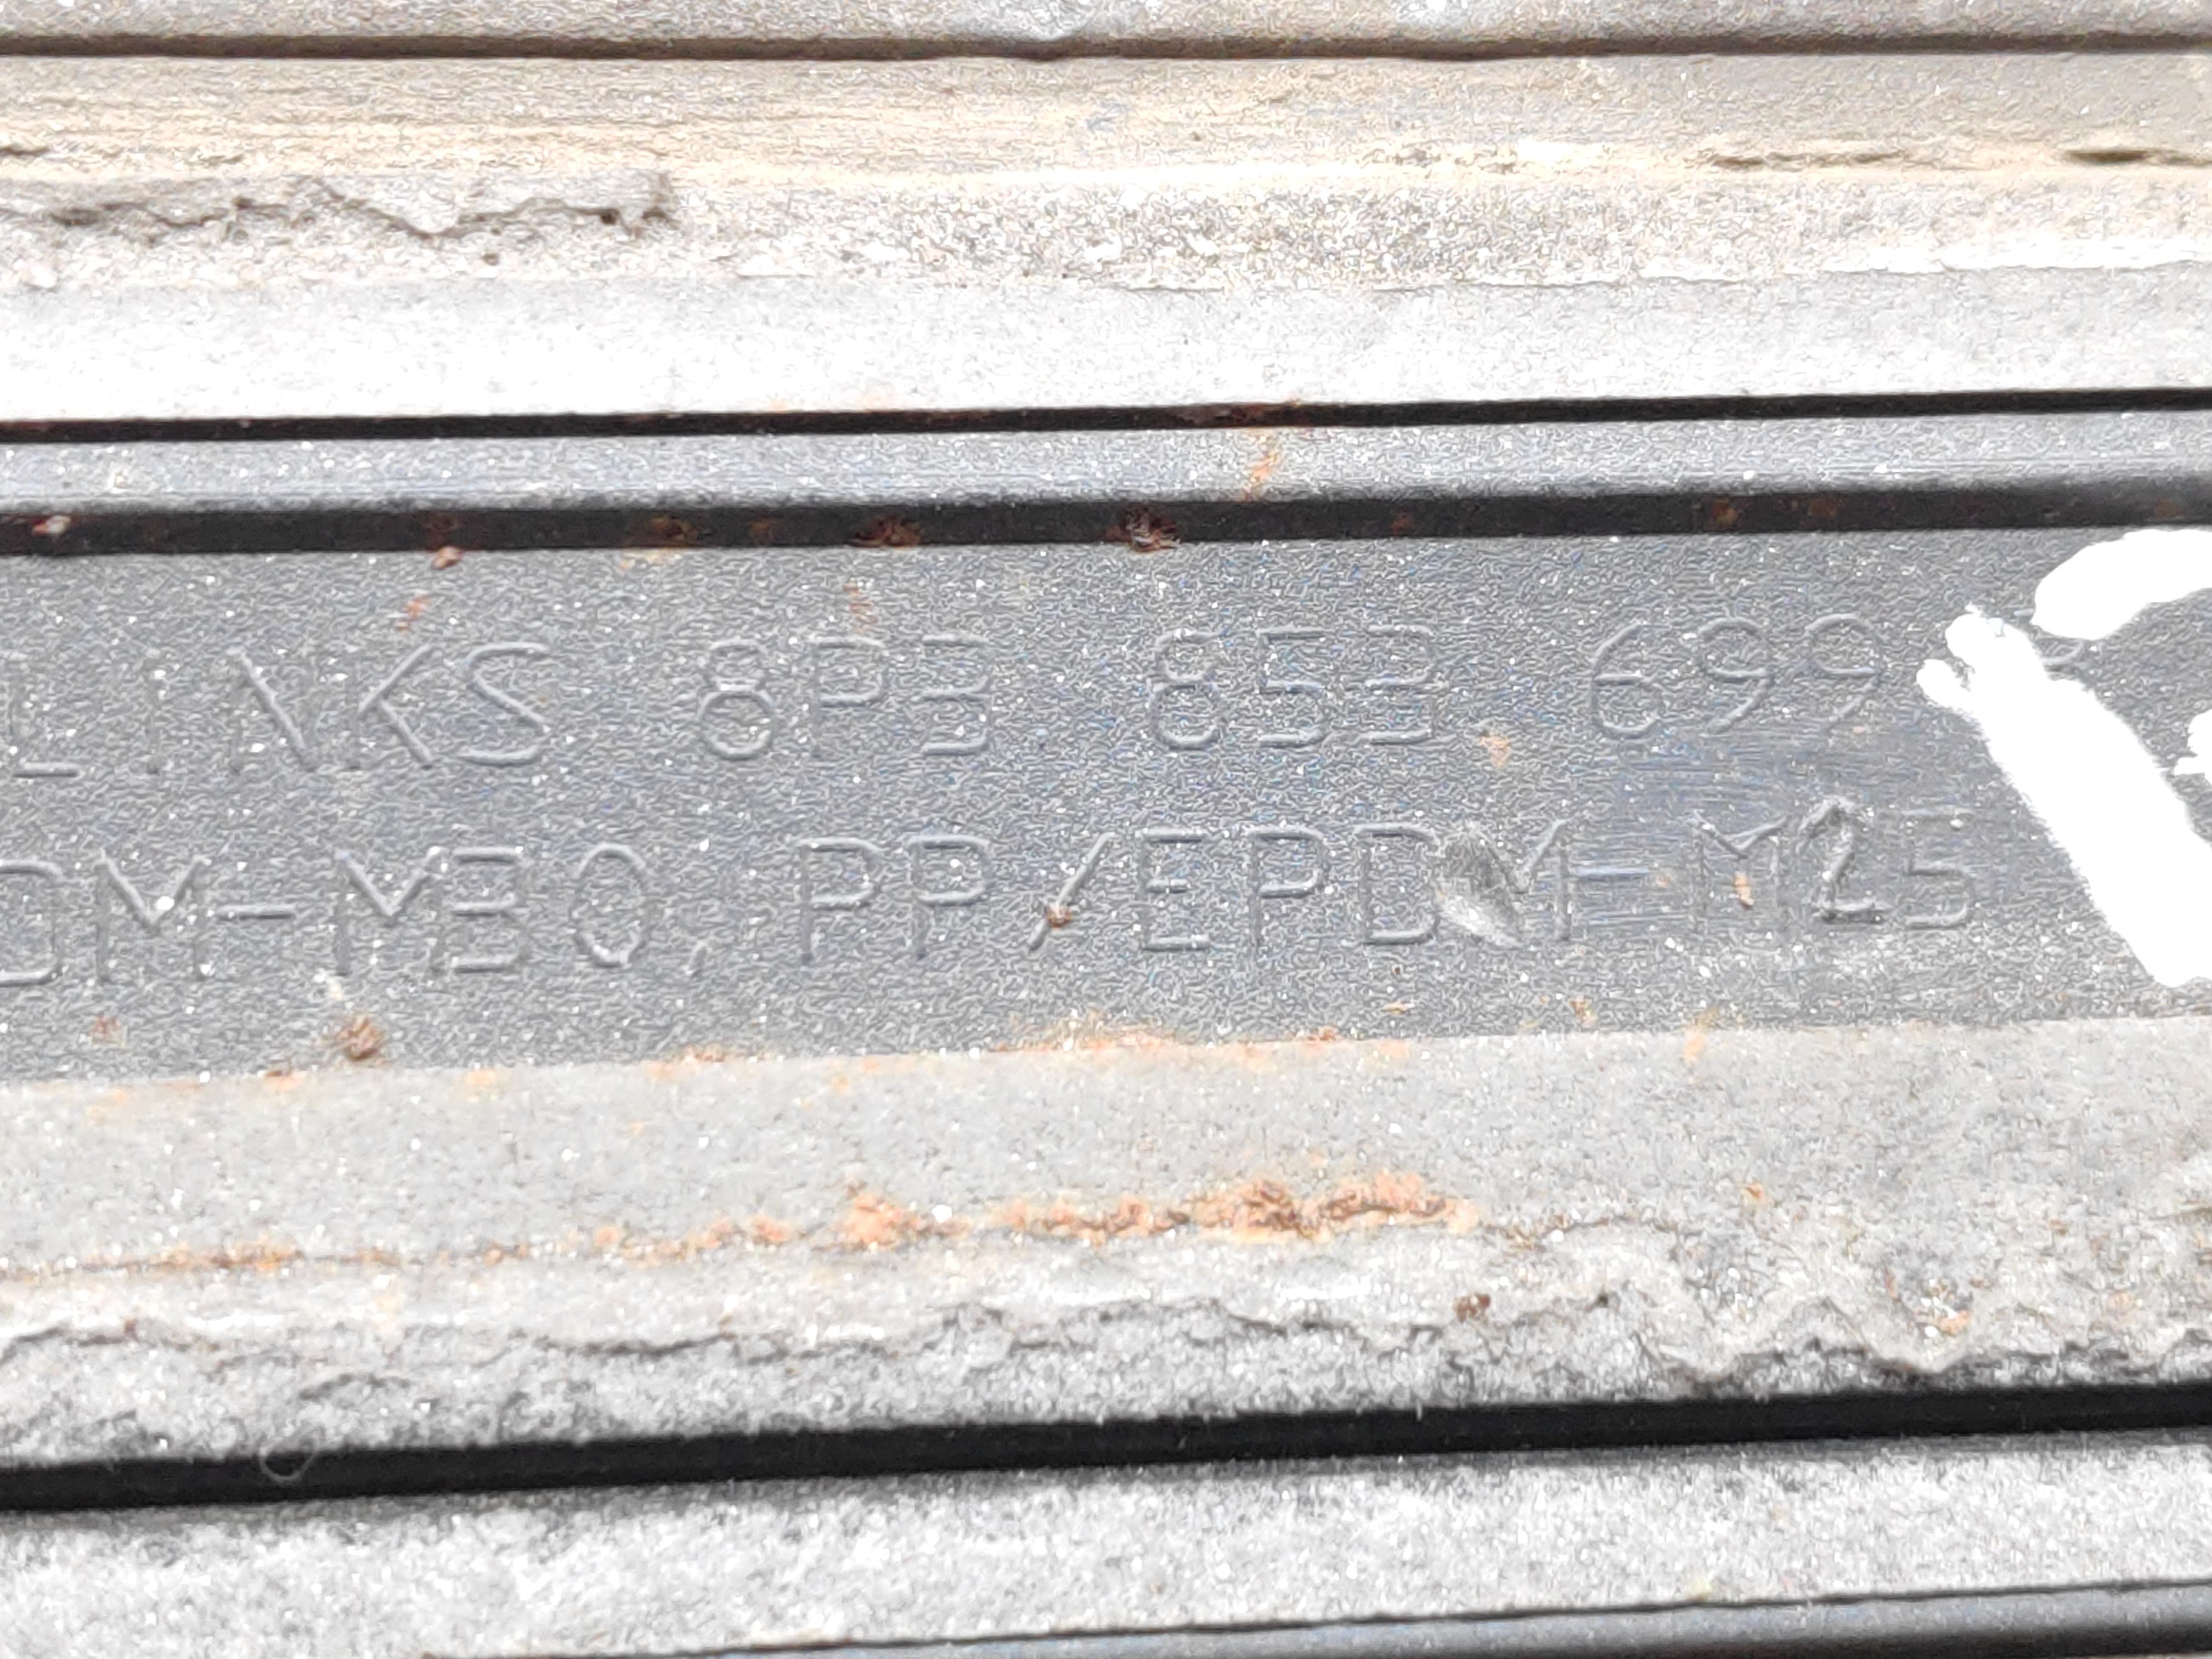 LINKS 8P3. 853. 699
DM-M30, PP/EPDM-M25